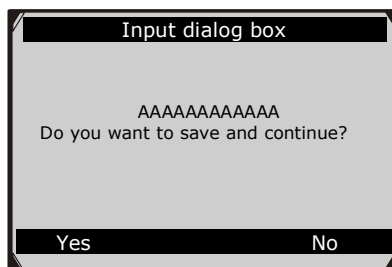 Input dialog box
AAAAAAAAAAAA
Do you want to save and continue?
Yes No